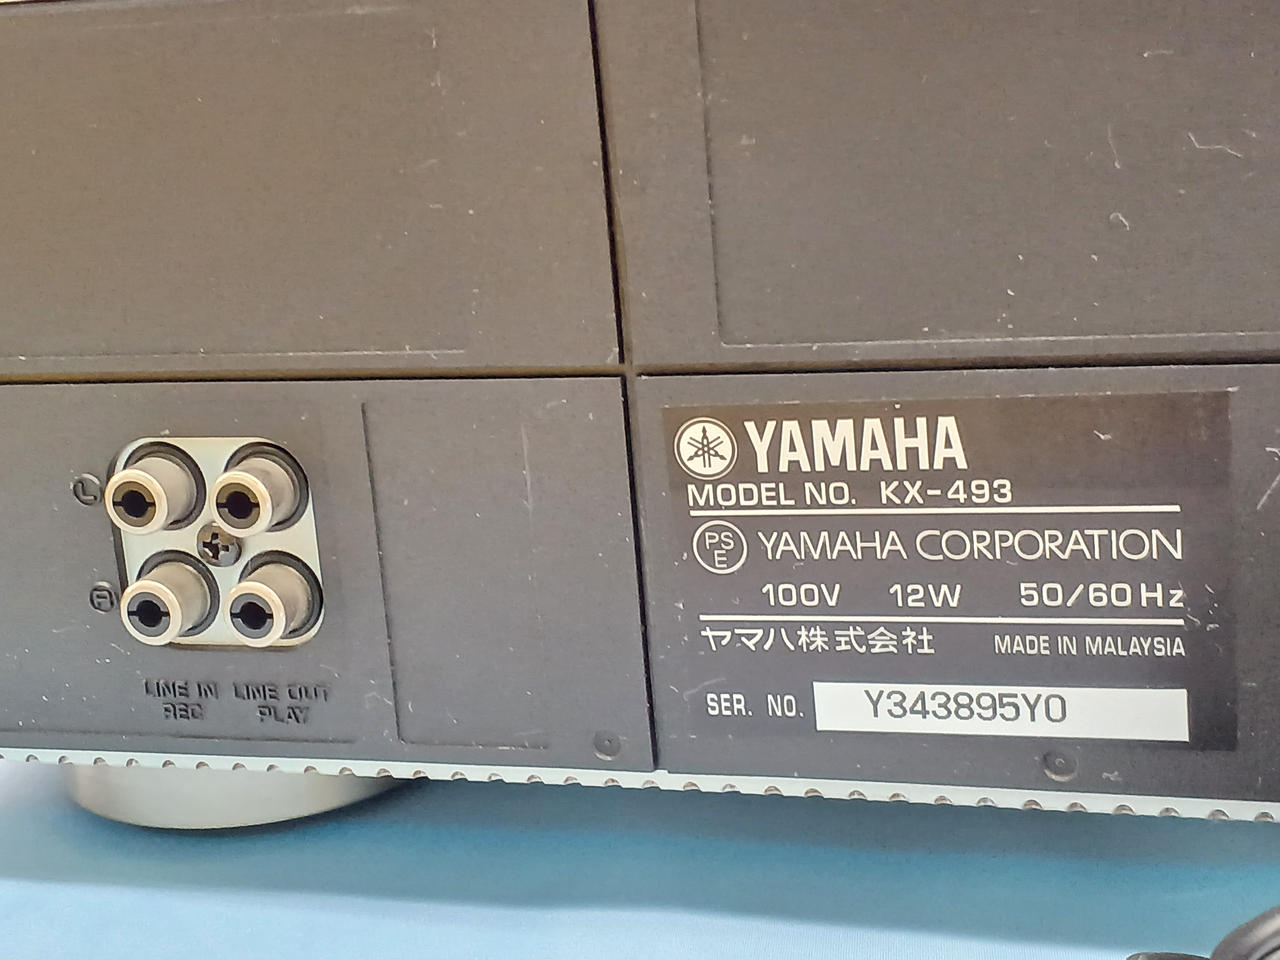 YAMAHA
MODEL NO. KX-493
PSE YAMAHA CORPORATION
100V 12W 50/60Hz
ヤマハ株式会社 MADE IN MALAYSIA
SER. NO. Y343895Y0
L
R
LINE IN LINE OUT
REC PLAY